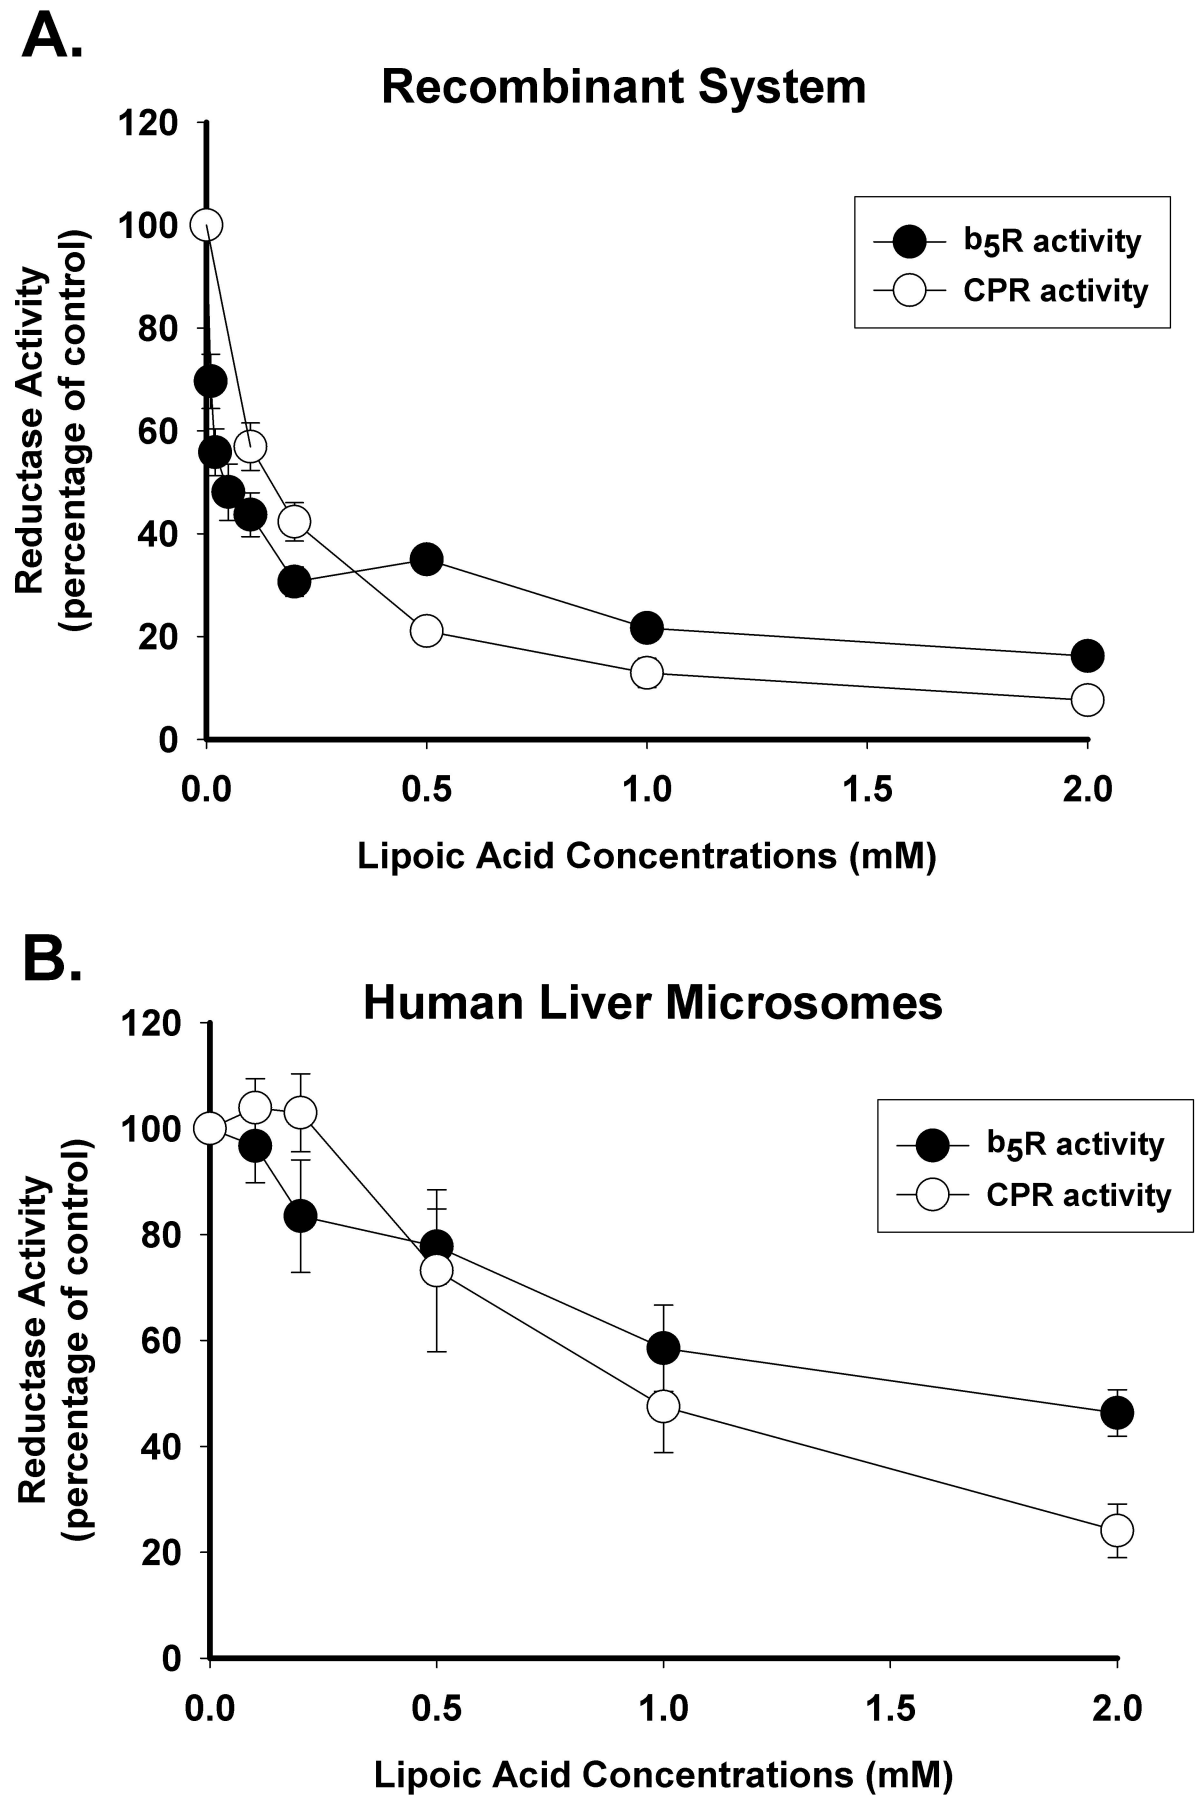 A.
Recombinant System
120
100
80
60
40
20
0
Reductase Activity
(percentage of control)
b5R activity
CPR activity
0.0 0.5 1.0 1.5 2.0
Lipoic Acid Concentrations (mM)
B.
Human Liver Microsomes
120
100
80
60
40
20
0
Reductase Activity
(percentage of control)
b5R activity
CPR activity
0.0 0.5 1.0 1.5 2.0
Lipoic Acid Concentrations (mM)